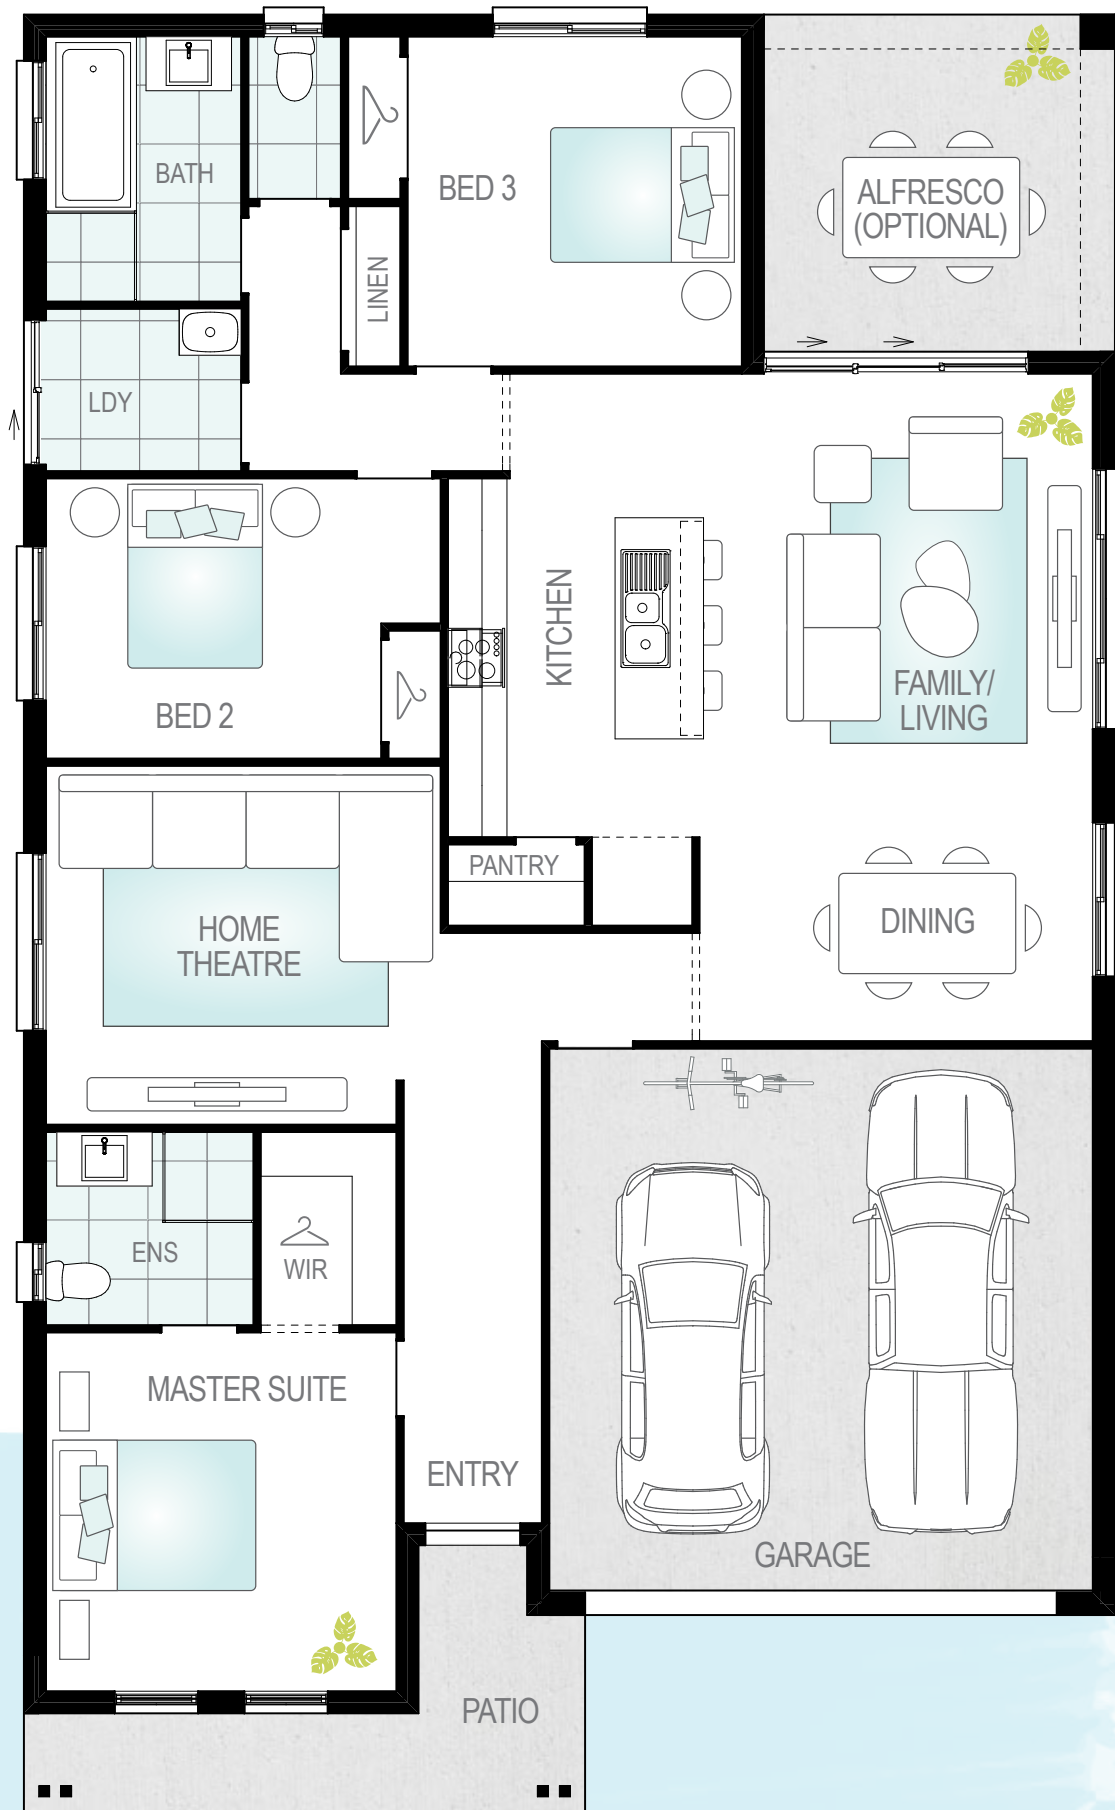 BATH
BED 3
ALFRESCO
(OPTIONAL)
LINEN
LDY
KITCHEN
FAMILY/
LIVING
BED 2
PANTRY
HOME
THEATRE
DINING
ENS
WIR
MASTER SUITE
ENTRY
GARAGE
PATIO